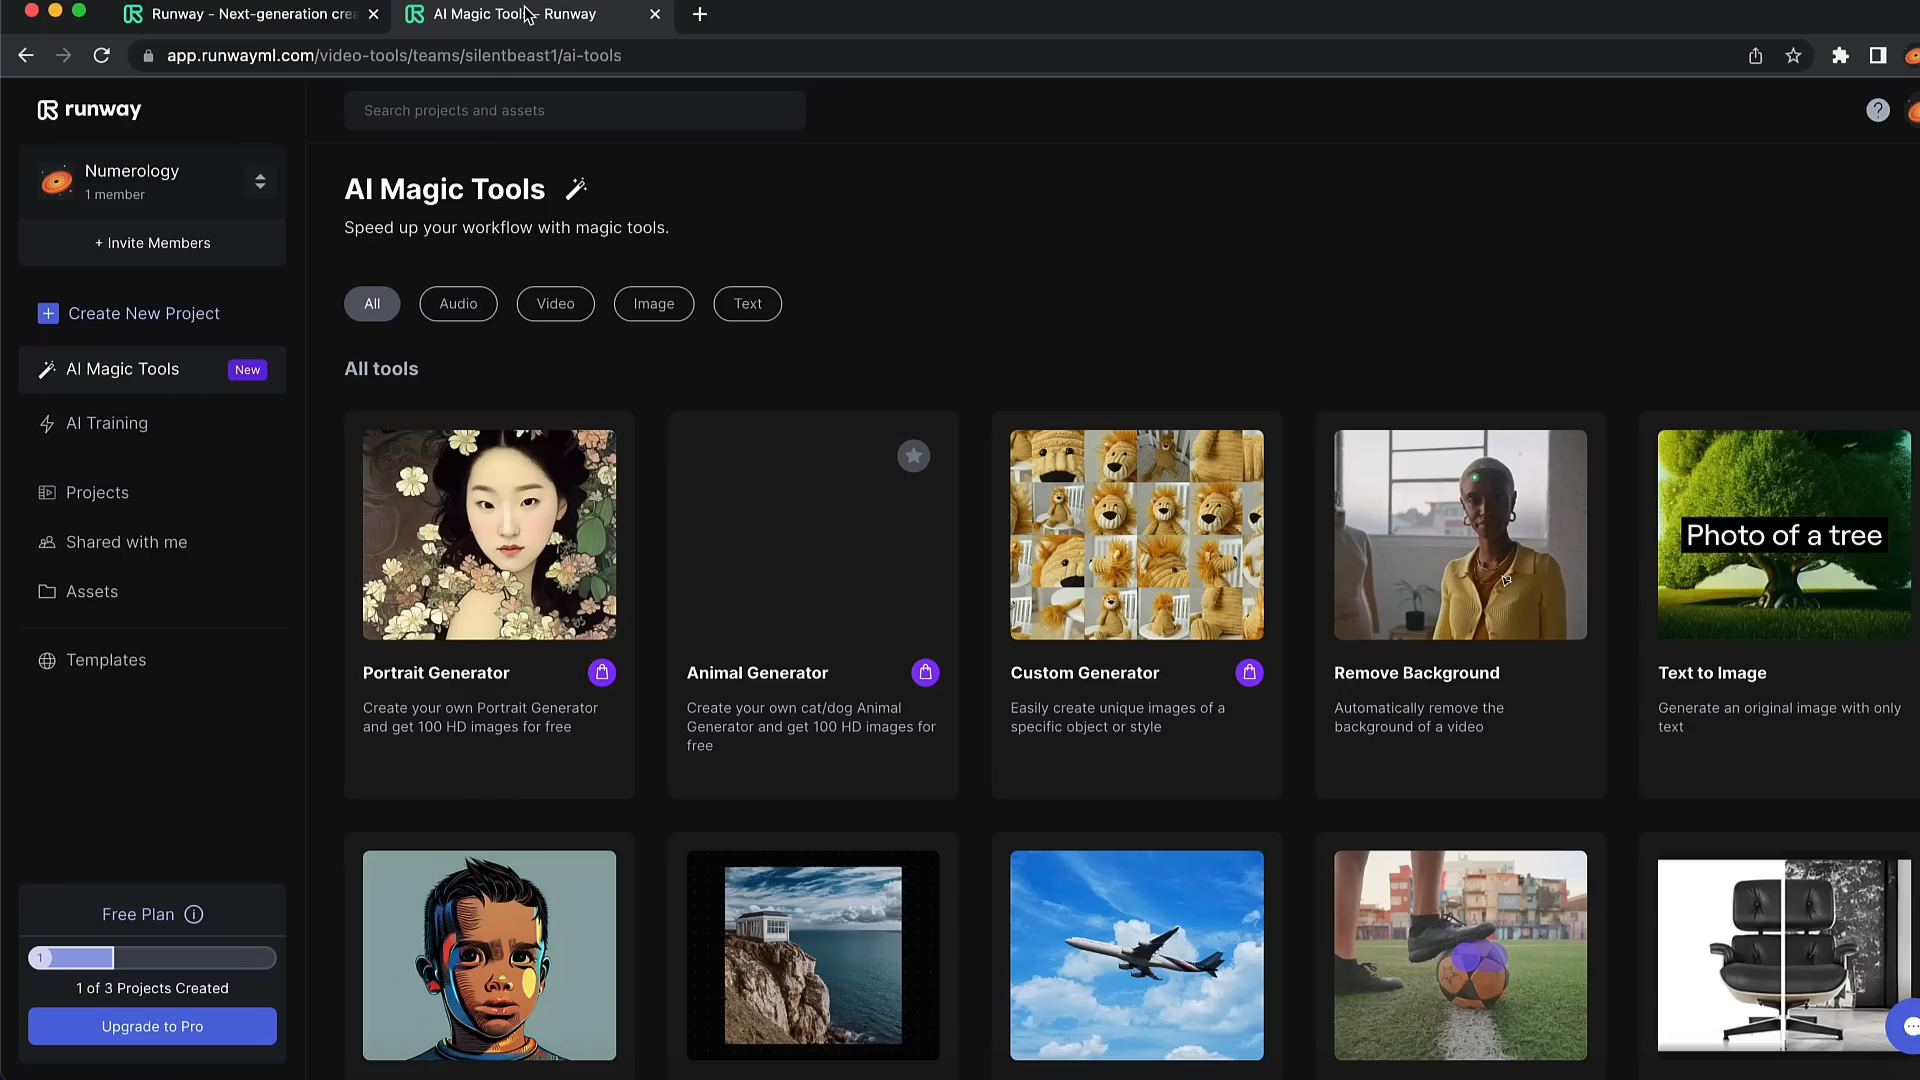 Runway - Next-generation crea
AI Magic Tools - Runway
app.runwayml.com/video-tools/teams/silentbeast1/ai-tools
runway
Search projects and assets
?
Numerology
1 member
+ Invite Members
Create New Project
AI Magic Tools
New
AI Training
Projects
Shared with me
Assets
Templates
Free Plan
1
1 of 3 Projects Created
Upgrade to Pro
AI Magic Tools
Speed up your workflow with magic tools.
All
Audio
Video
Image
Text
All tools
Portrait Generator
Create your own Portrait Generator
and get 100 HD images for free
Animal Generator
Create your own cat/dog Animal
Generator and get 100 HD images for
free
Custom Generator
Easily create unique images of a
specific object or style
Remove Background
Automatically remove the
background of a video
Photo of a tree
Text to Image
Generate an original image with only
text